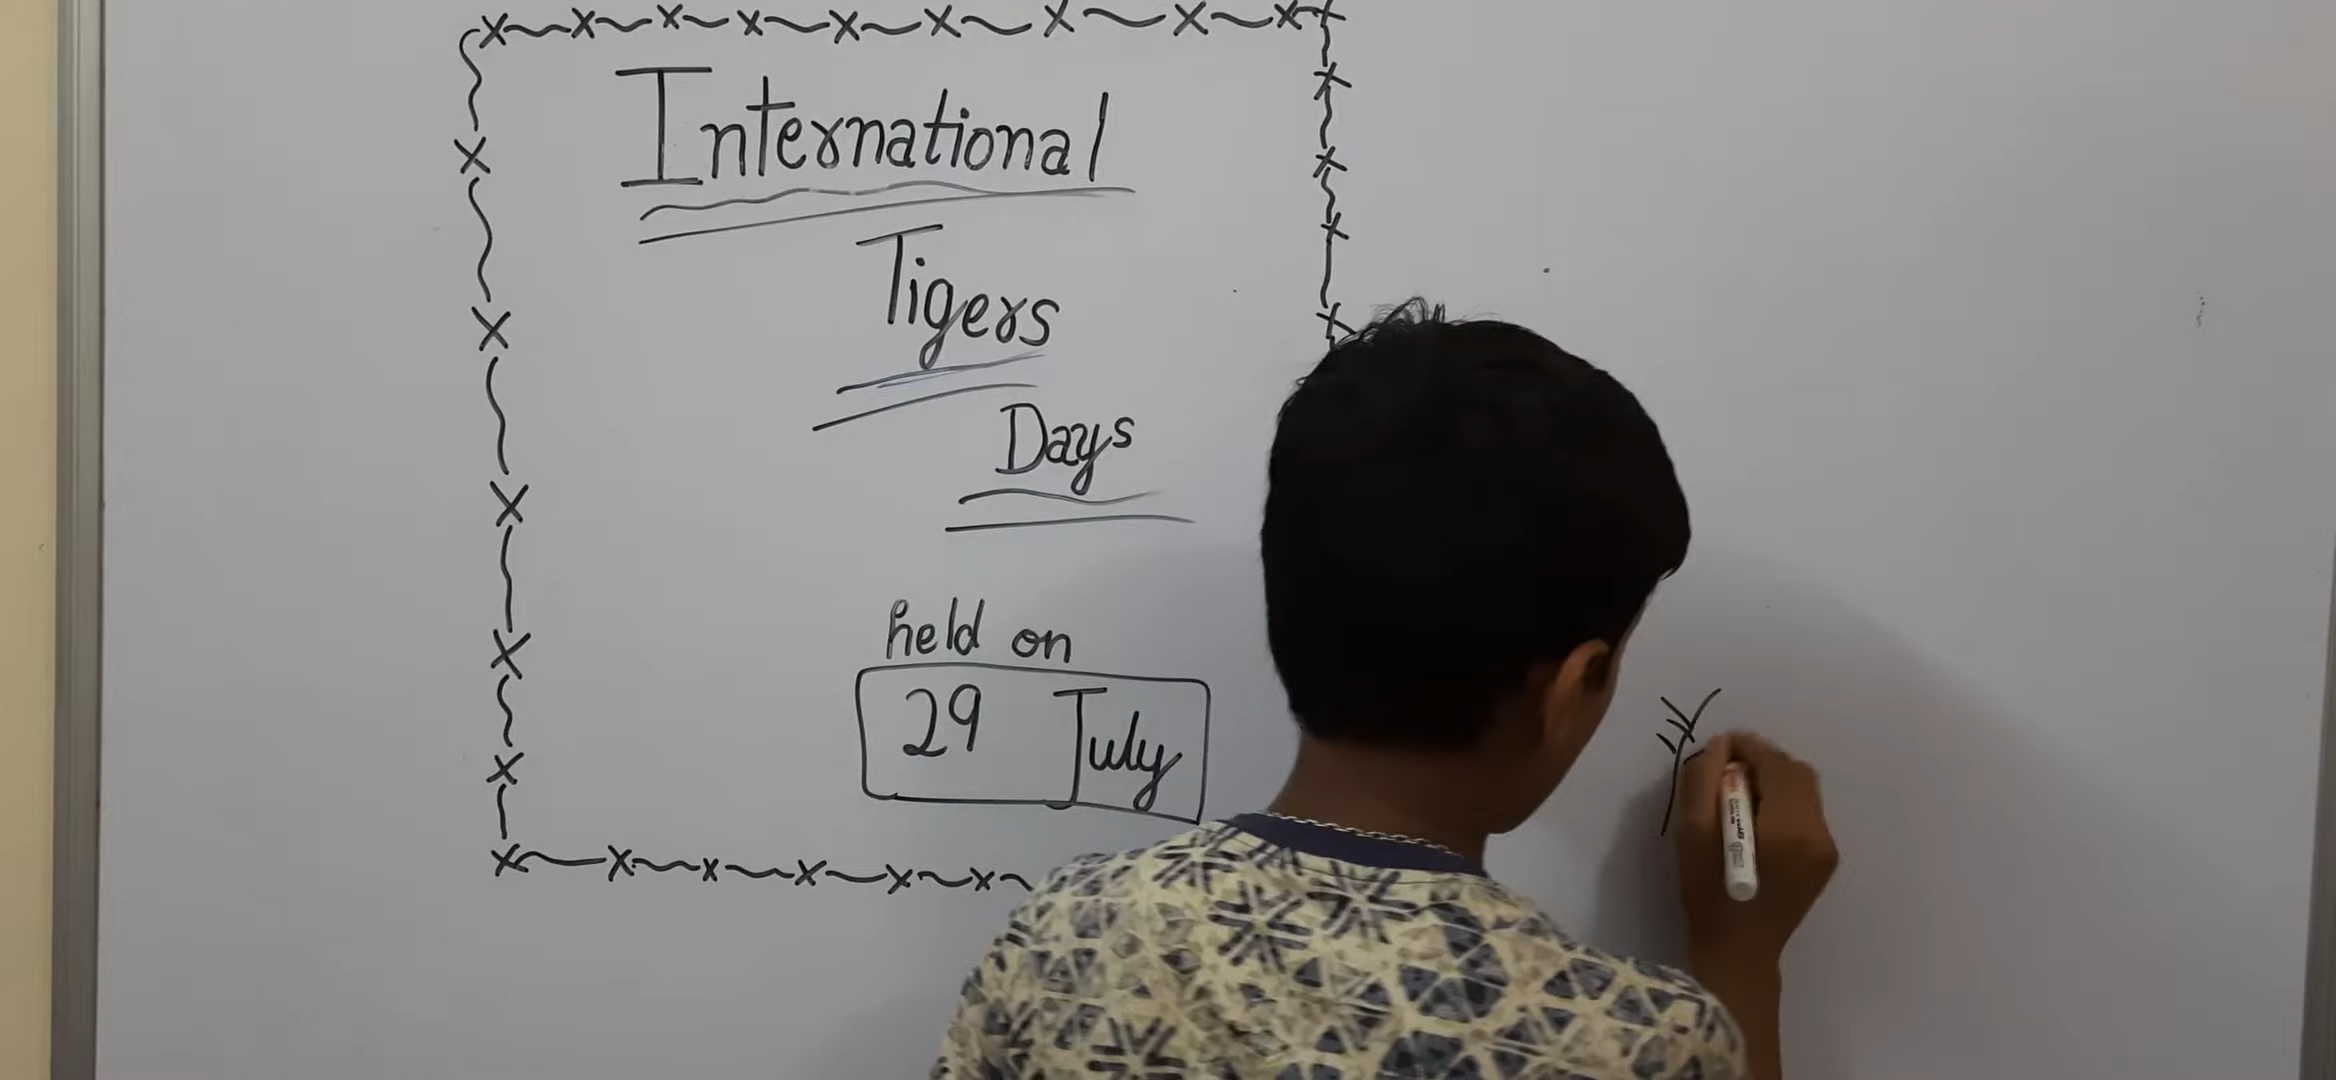 International
Tigers
Days
held on
29 July